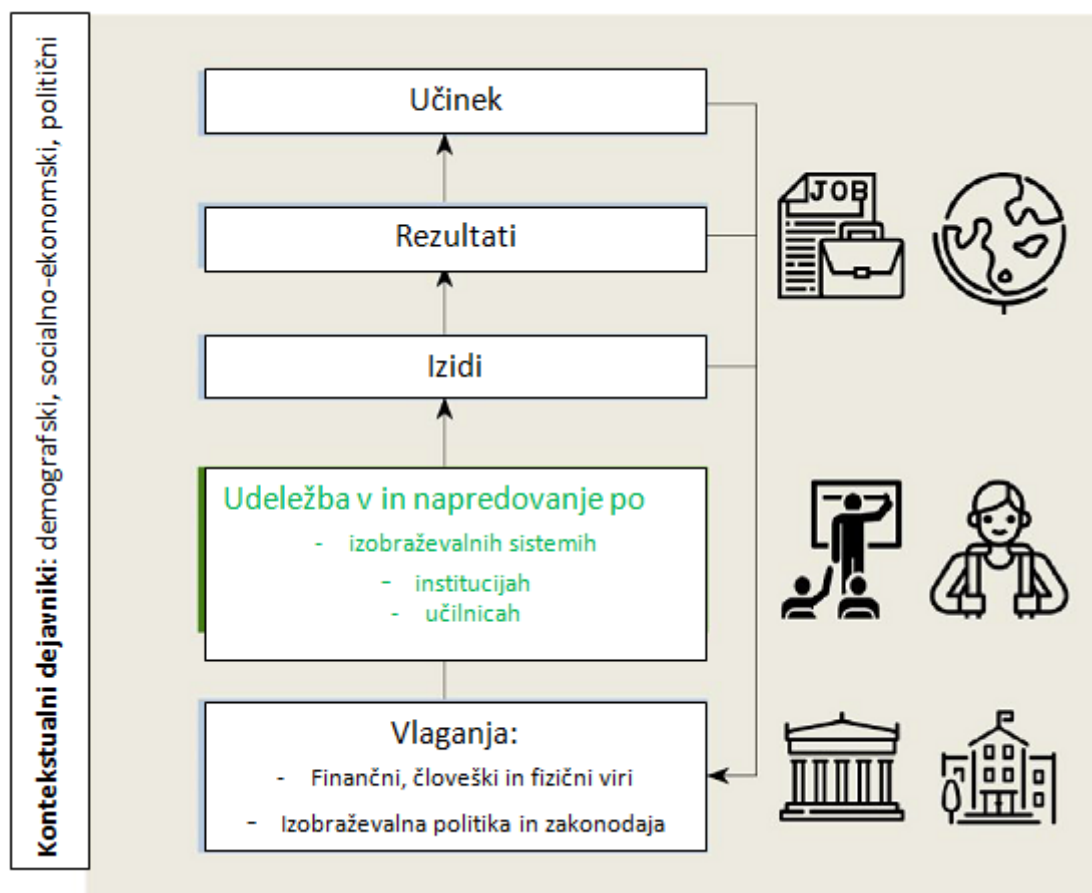 Kontekstualni dejavniki: demografski, socialno-ekonomski, politični
Učinek
Rezultati
Izidi
Udeležba v in napredovanje po
- izobraževalnih sistemih
- institucijah
- učilnicah
Vlaganja:
- Finančni, človeški in fizični viri
- Izobraževalna politika in zakonodaja
JOB